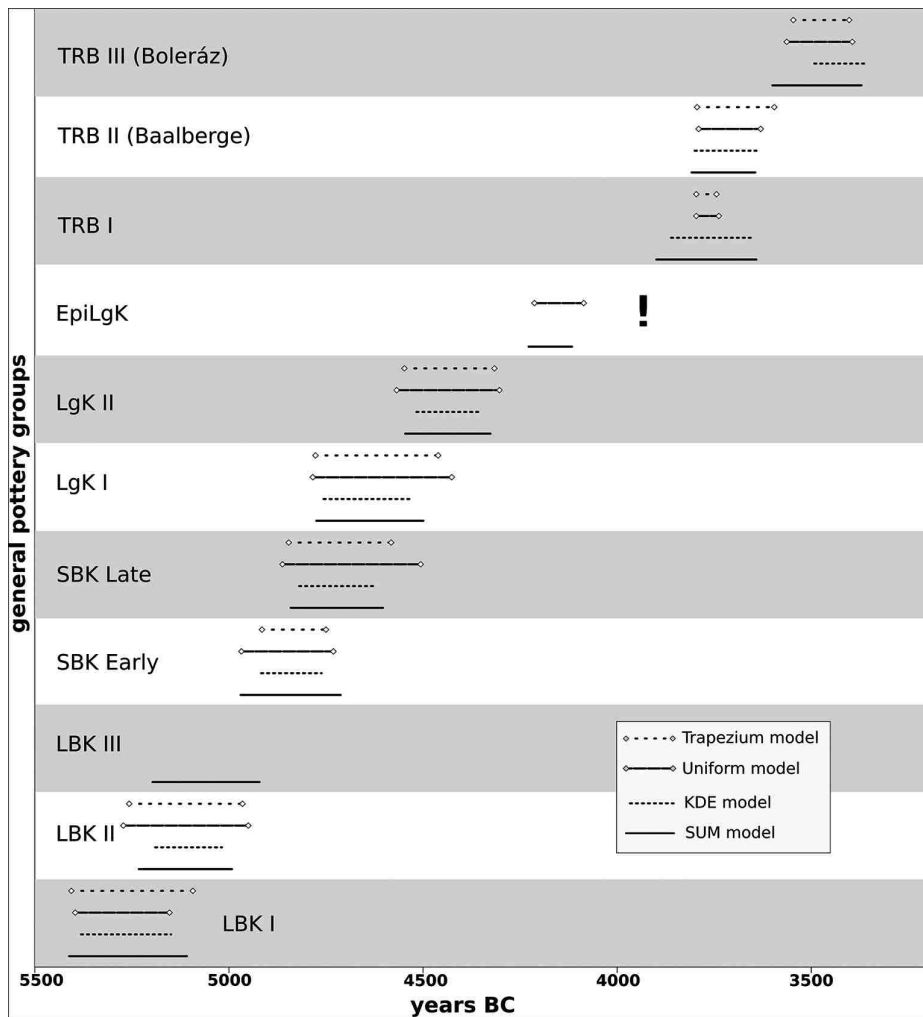 TRB III (Boleráz)
TRB II (Baalberge)
TRB I
EpiLgK
!
LgK II
LgK I
SBK Late
SBK Early
LBK III
LBK II
LBK I
general pottery groups
Trapezium model
Uniform model
KDE model
SUM model
5500 5000 4500 4000 3500
years BC